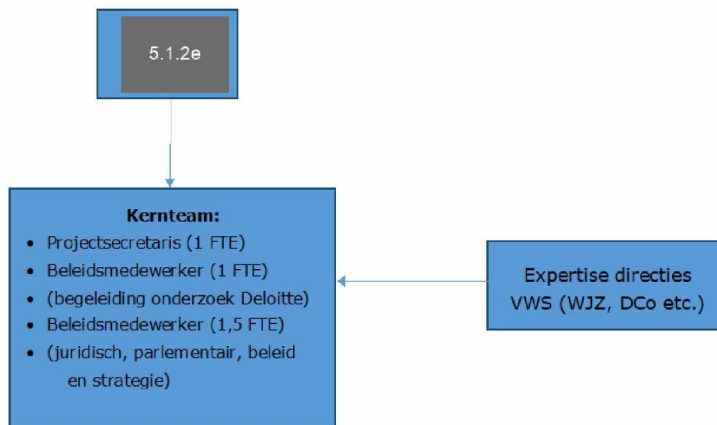 5.1.2e
Kernteam:
• Projectsecretaris (1 FTE)
• Beleidsmedewerker (1 FTE)
• (begeleiding onderzoek Deloitte)
• Beleidsmedewerker (1,5 FTE)
• (juridisch, parlementair, beleid
en strategie)
Expertise directies
VWS (WJZ, DCo etc.)